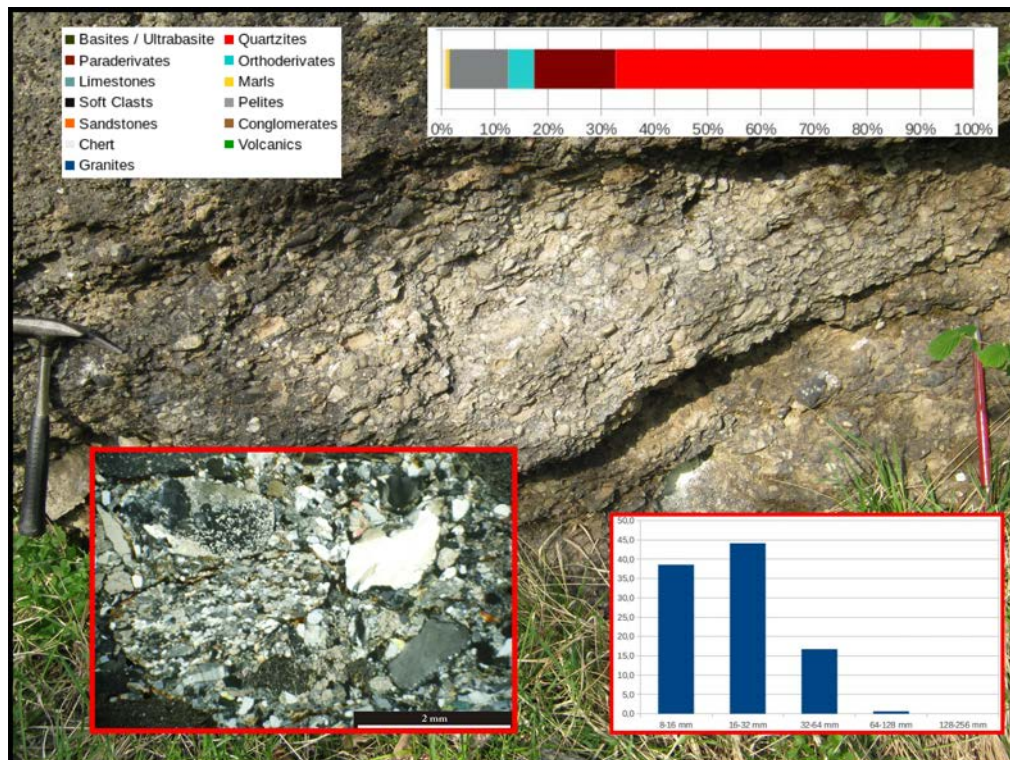 Basites / Ultrabasite Quartzites
Paraderivates Orthoderivates
Limestones Marls
Soft Clasts Pelites
Sandstones Conglomerates
Chert Volcanics
Granites
0% 10% 20% 30% 40% 50% 60% 70% 80% 90% 100%
2 mm
50,0
45,0
40,0
35,0
30,0
25,0
20,0
15,0
10,0
5,0
0,0
8-16 mm 16-32 mm 32-64 mm 64-128 mm 128-256 mm